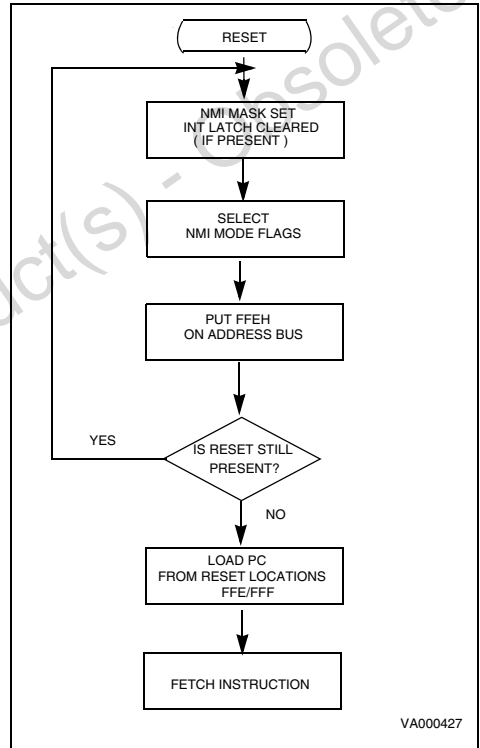 RESET
NMI MASK SET
INT LATCH CLEARED
( IF PRESENT )
SELECT
NMI MODE FLAGS
PUT FFEH
ON ADDRESS BUS
YES
IS RESET STILL
PRESENT?
NO
LOAD PC
FROM RESET LOCATIONS
FFE/FFF
FETCH INSTRUCTION
VA000427